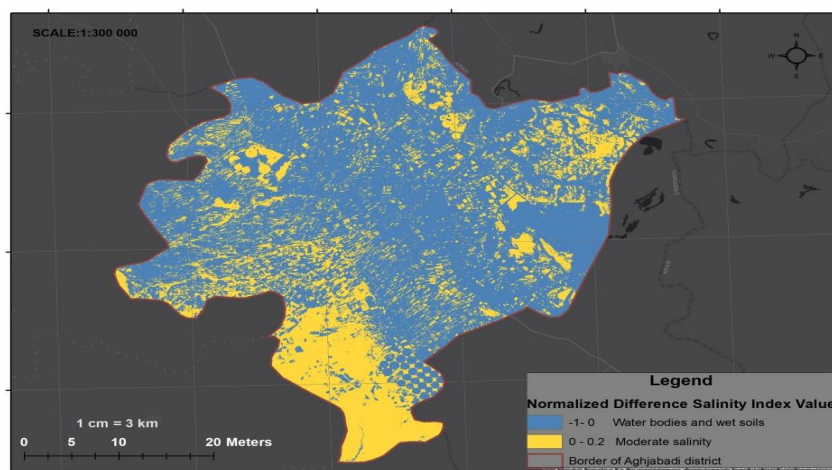 SCALE:1:300 000
N
W E
S
1 cm = 3 km
0 5 10 20 Meters
Legend
Normalized Difference Salinity Index Value
-1- 0 Water bodies and wet soils
0 - 0.2 Moderate salinity
Border of Aghjabadi district